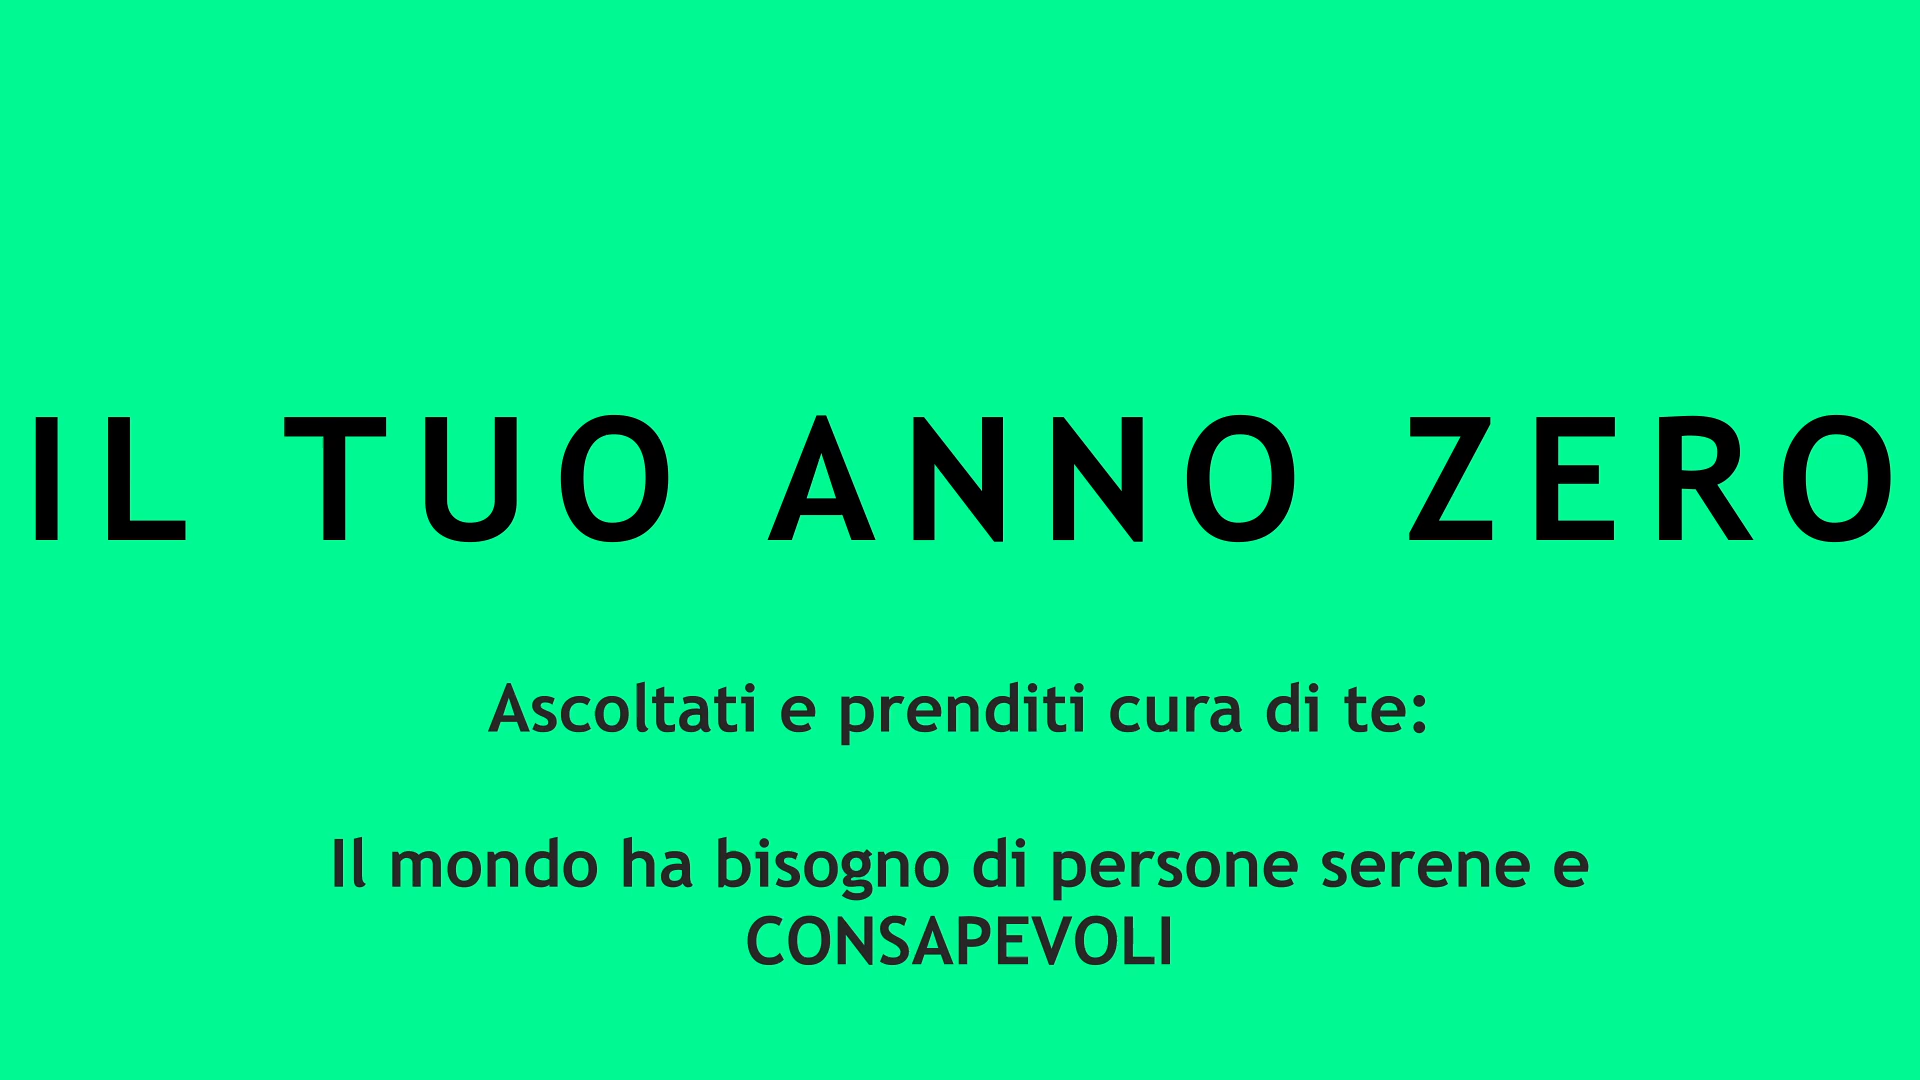 IL TUO ANNO ZERO
Ascoltati e prenditi cura di te:
Il mondo ha bisogno di persone serene e
CONSAPEVOLI